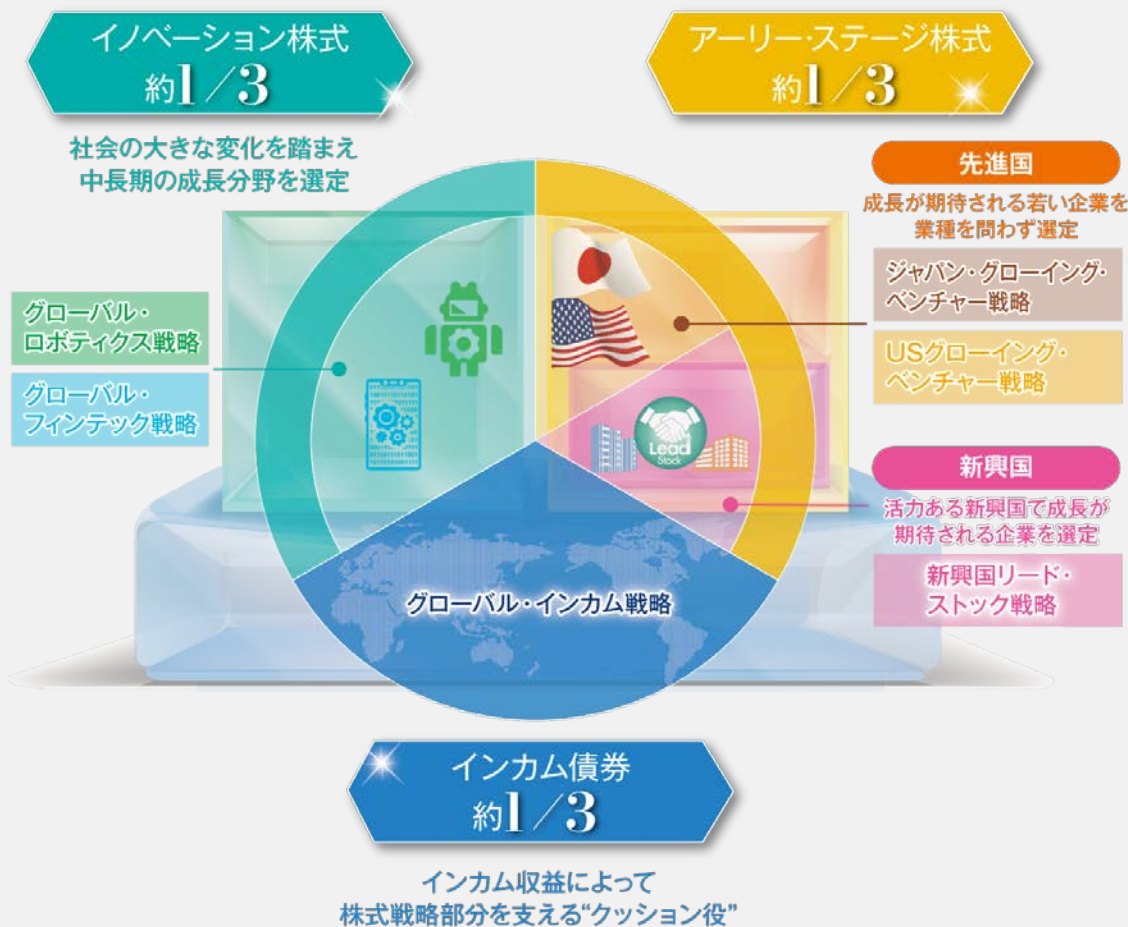 イノベーション株式
約1/3
社会の大きな変化を踏まえ
中長期の成長分野を選定
グローバル・
ロボティクス戦略
グローバル・
フィンテック戦略
アーリー・ステージ株式
約1/3
先進国
成長が期待される若い企業を
業種を問わず選定
ジャパン・グローイング・
ベンチャー戦略
USグローイング・
ベンチャー戦略
Lead
Stock
新興国
活力ある新興国で成長が
期待される企業を選定
新興国リード・
ストック戦略
グローバル・インカム戦略
インカム債券
約1/3
インカム収益によって
株式戦略部分を支える“クッション役”